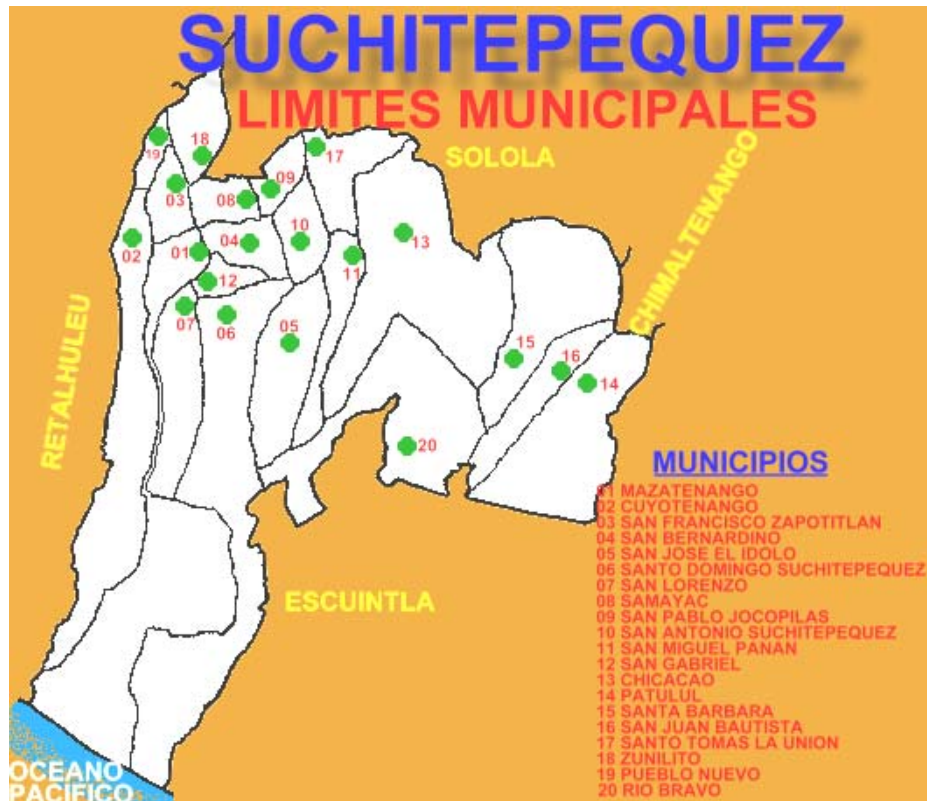 SUCHITEPEQUEZ
LIMITES MUNICIPALES
SOLOLA
CHIMALTENANGO
RETALHULEU
ESCUINTLA
OCEANO
PACIFICO
19
18
17
03
08
09
02
01
04
10
11
13
12
07
06
05
15
16
14
20
MUNICIPIOS
01 MAZATENANGO
02 CUYOTENANGO
03 SAN FRANCISCO ZAPOTITLAN
04 SAN BERNARDINO
05 SAN JOSE EL IDOLO
06 SANTO DOMINGO SUCHITEPEQUEZ
07 SAN LORENZO
08 SAMAYAC
09 SAN PABLO JOCOPILAS
10 SAN ANTONIO SUCHITEPEQUEZ
11 SAN MIGUEL PANAN
12 SAN GABRIEL
13 CHICACAO
14 PATULUL
15 SANTA BARBARA
16 SAN JUAN BAUTISTA
17 SANTO TOMAS LA UNION
18 ZUNILITO
19 PUEBLO NUEVO
20 RIO BRAVO